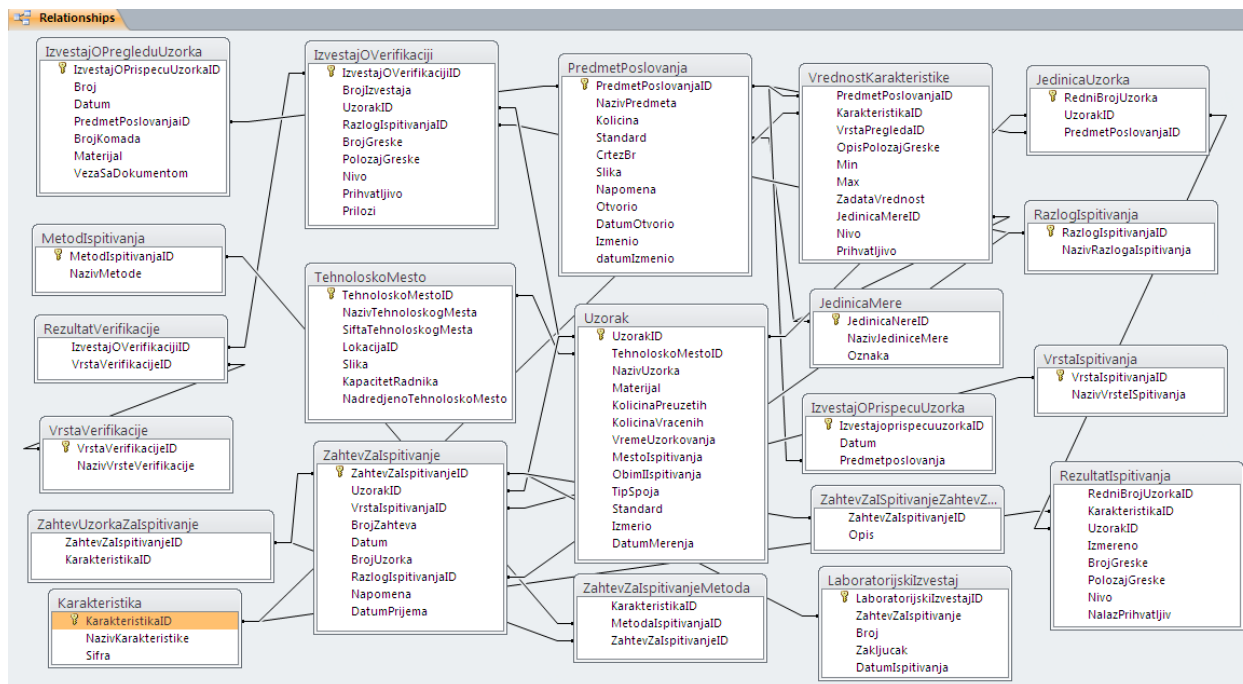 Relationships
IzvestajOPregleduUzorka
IzvestajOPrispecuUzorkaID
Broj
Datum
PredmetPoslovanjaiD
BrojKomada
Materijal
VezaSaDokumentom
IzvestajOVerifikaciji
IzvestajOVerifikacijiID
BrojIzvestaja
UzorakID
RazlogIspitivanjaID
BrojGreske
PolozajGreske
Nivo
Prihvatljivo
Prilozi
PredmetPoslovanja
PredmetPoslovanjaID
NazivPredmeta
Kolicina
Standard
CrtezBr
Slika
Napomena
Otvorio
DatumOtvorio
Izmenio
datumIzmenio
VrednostKarakteristike
PredmetPoslovanjaID
KarakteristikaID
VrstaPregledaID
OpisPolozajGreske
Min
Max
ZadataVrednost
JedinicaMereID
Nivo
Prihvatljivo
JedinicaUzorka
RedniBrojUzorka
UzorakID
PredmetPoslovanjaID
MetodIspitivanja
MetodIspitivanjaID
NazivMetode
TehnoloskoMesto
TehnoloskoMestoID
NazivTehnoloskogMesta
SiftaTehnoloskogMesta
LokacijaID
Slika
KapacitetRadnika
NadredjenoTehnoloskoMesto
RazlogIspitivanja
RazlogIspitivanjaID
NazivRazlogaIspitivanja
RezultatVerifikacije
IzvestajOVerifikacijiID
VrstaVerifikacijeID
Uzorak
UzorakID
TehnoloskoMestoID
NazivUzorka
Materijal
KolicinaPreuzetih
KolicinaVracenih
VremeUzorkovanja
MestoIspitivanja
ObimIIspitivanja
TipSpoja
Standard
Izmerio
DatumMerenja
JedinicaMere
JedinicaNereID
NazivJediniceMere
Oznaka
VrstaIspitivanja
VrstaIspitivanjaID
NazivVrsteISpitivanja
VrstaVerifikacije
VrstaVerifikacijeID
NazivVrsteVerifikacije
ZahtevZaIspitivanje
ZahtevZaIspitivanjeID
UzorakID
VrstaIspitivanjaID
BrojZahteva
Datum
BrojUzorka
RazlogIspitivanjaID
Napomena
DatumPrijema
IzvestajOPrispecuUzorka
IzvestajoprispecuuzorkaID
Datum
Predmetposlovanja
RezultatIspitivanja
RedniBrojUzorkaID
KarakteristikaID
UzorakID
Izmereno
BrojGreske
PolozajGreske
Nivo
NalazPrihvatljiv
ZahtevUzorkaZaIspitivanje
ZahtevZaIspitivanjeID
KarakteristikaID
ZahtevZaISpitivanjeZahtevZ...
ZahtevZaIspitivanjeID
Opis
Karakteristika
KarakteristikaID
NazivKarakteristike
Sifra
ZahtevZaIspitivanjeMetoda
KarakteristikaID
MetodaIspitivanjaID
ZahtevZaIspitivanjeID
LaboratorijskiIzvestaj
LaboratorijskiIzvestajID
ZahtevZaIspitivanje
Broj
Zakljucak
DatumIspitivanja